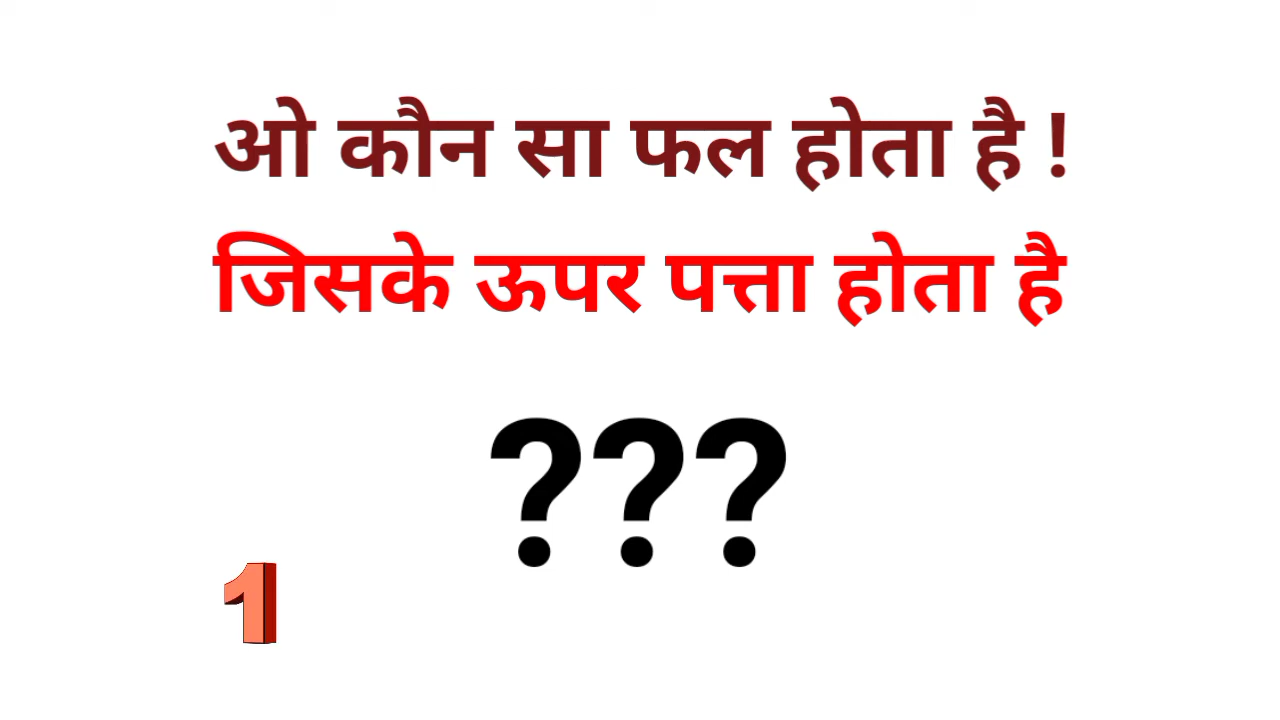 ओ कौन सा फल होता है !
जिसके ऊपर पत्ता होता है
???
1